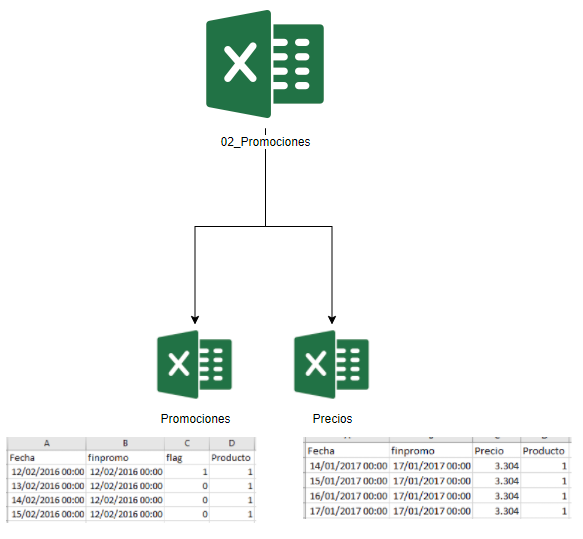 02_Promociones
Promociones
Precios
A B C D
Fecha finpromo flag Producto
12/02/2016 00:00 12/02/2016 00:00 1 1
13/02/2016 00:00 12/02/2016 00:00 0 1
14/02/2016 00:00 12/02/2016 00:00 0 1
15/02/2016 00:00 12/02/2016 00:00 0 1
Fecha finpromo Precio Producto
14/01/2017 00:00 17/01/2017 00:00 3.304 1
15/01/2017 00:00 17/01/2017 00:00 3.304 1
16/01/2017 00:00 17/01/2017 00:00 3.304 1
17/01/2017 00:00 17/01/2017 00:00 3.304 1